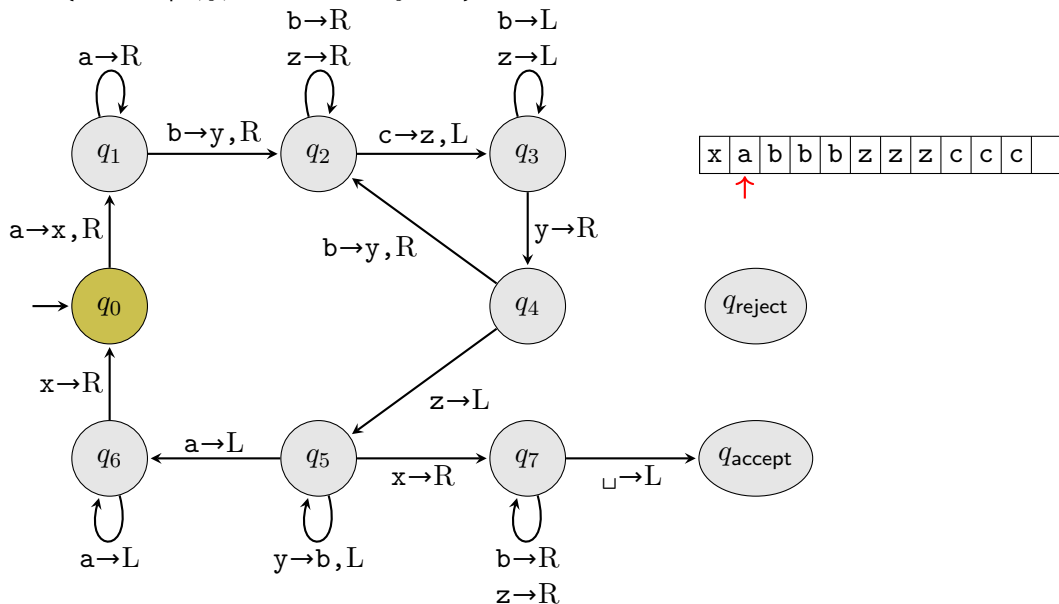 b→R
b→L
a→R
z→R
z→L
q1
b→y,R
q2
c→z,L
q3
x a b b b z z z c c c
↑
a→x,R
b→y,R
y→R
q0
q4
qreject
x→R
z→L
q6
a→L
q5
x→R
q7
␣→L
qaccept
a→L
y→b,L
b→R
z→R